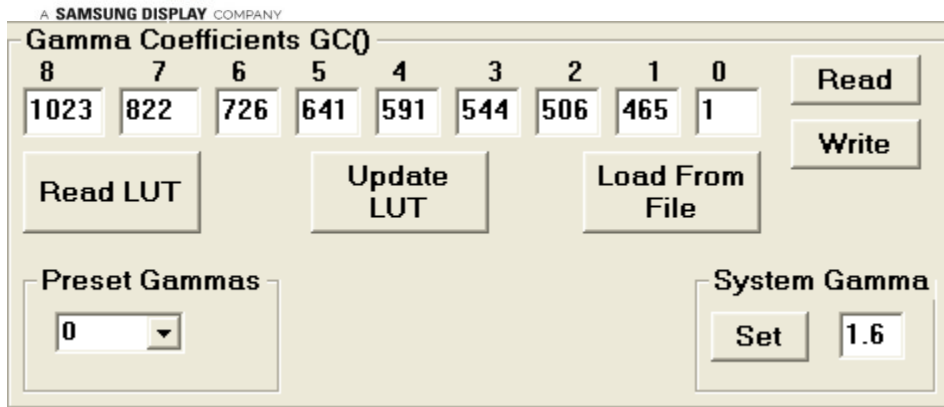 A SAMSUNG DISPLAY COMPANY
Gamma Coefficients GC()
8 7 6 5 4 3 2 1 0
1023 822 726 641 591 544 506 465 1
Read
Write
Read LUT
Update
LUT
Load From
File
Preset Gammas
0
System Gamma
Set 1.6